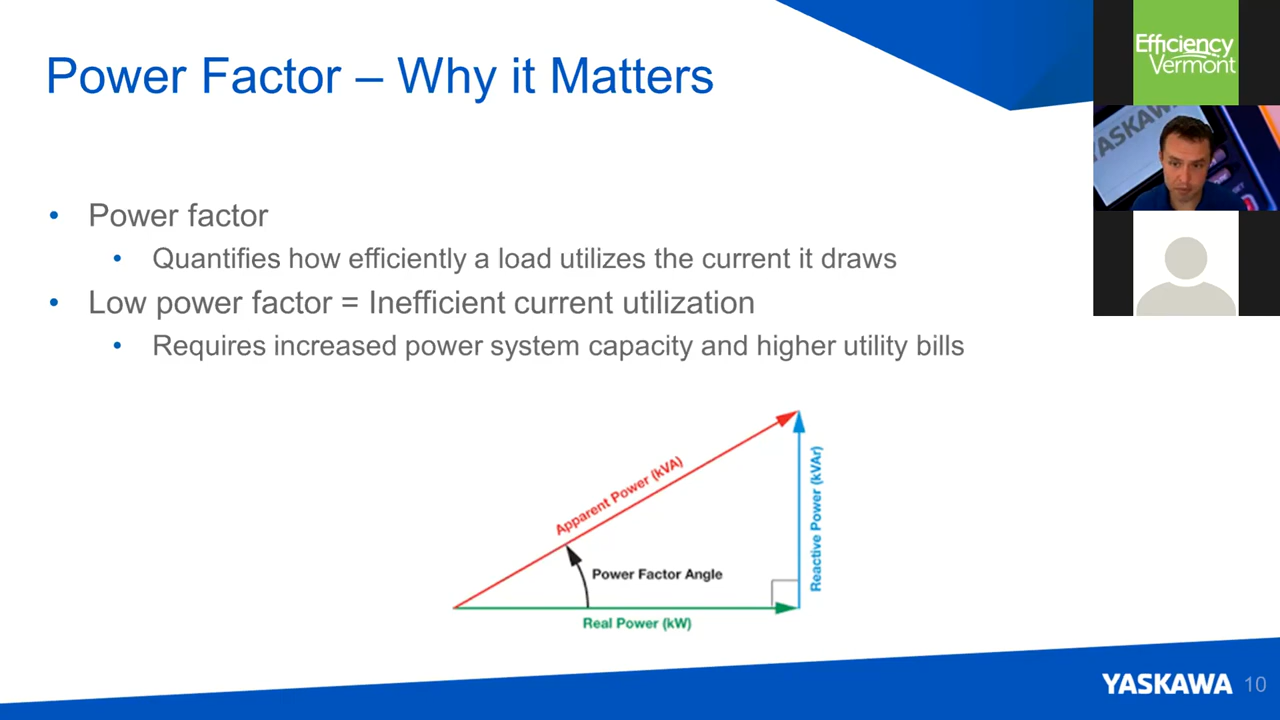 Power Factor – Why it Matters
Efficiency
Vermont
YASKAWA
• Power factor
• Quantifies how efficiently a load utilizes the current it draws
• Low power factor = Inefficient current utilization
• Requires increased power system capacity and higher utility bills
Apparent Power (kVA)
Reactive Power (kVAr)
Power Factor Angle
Real Power (kW)
YASKAWA 10